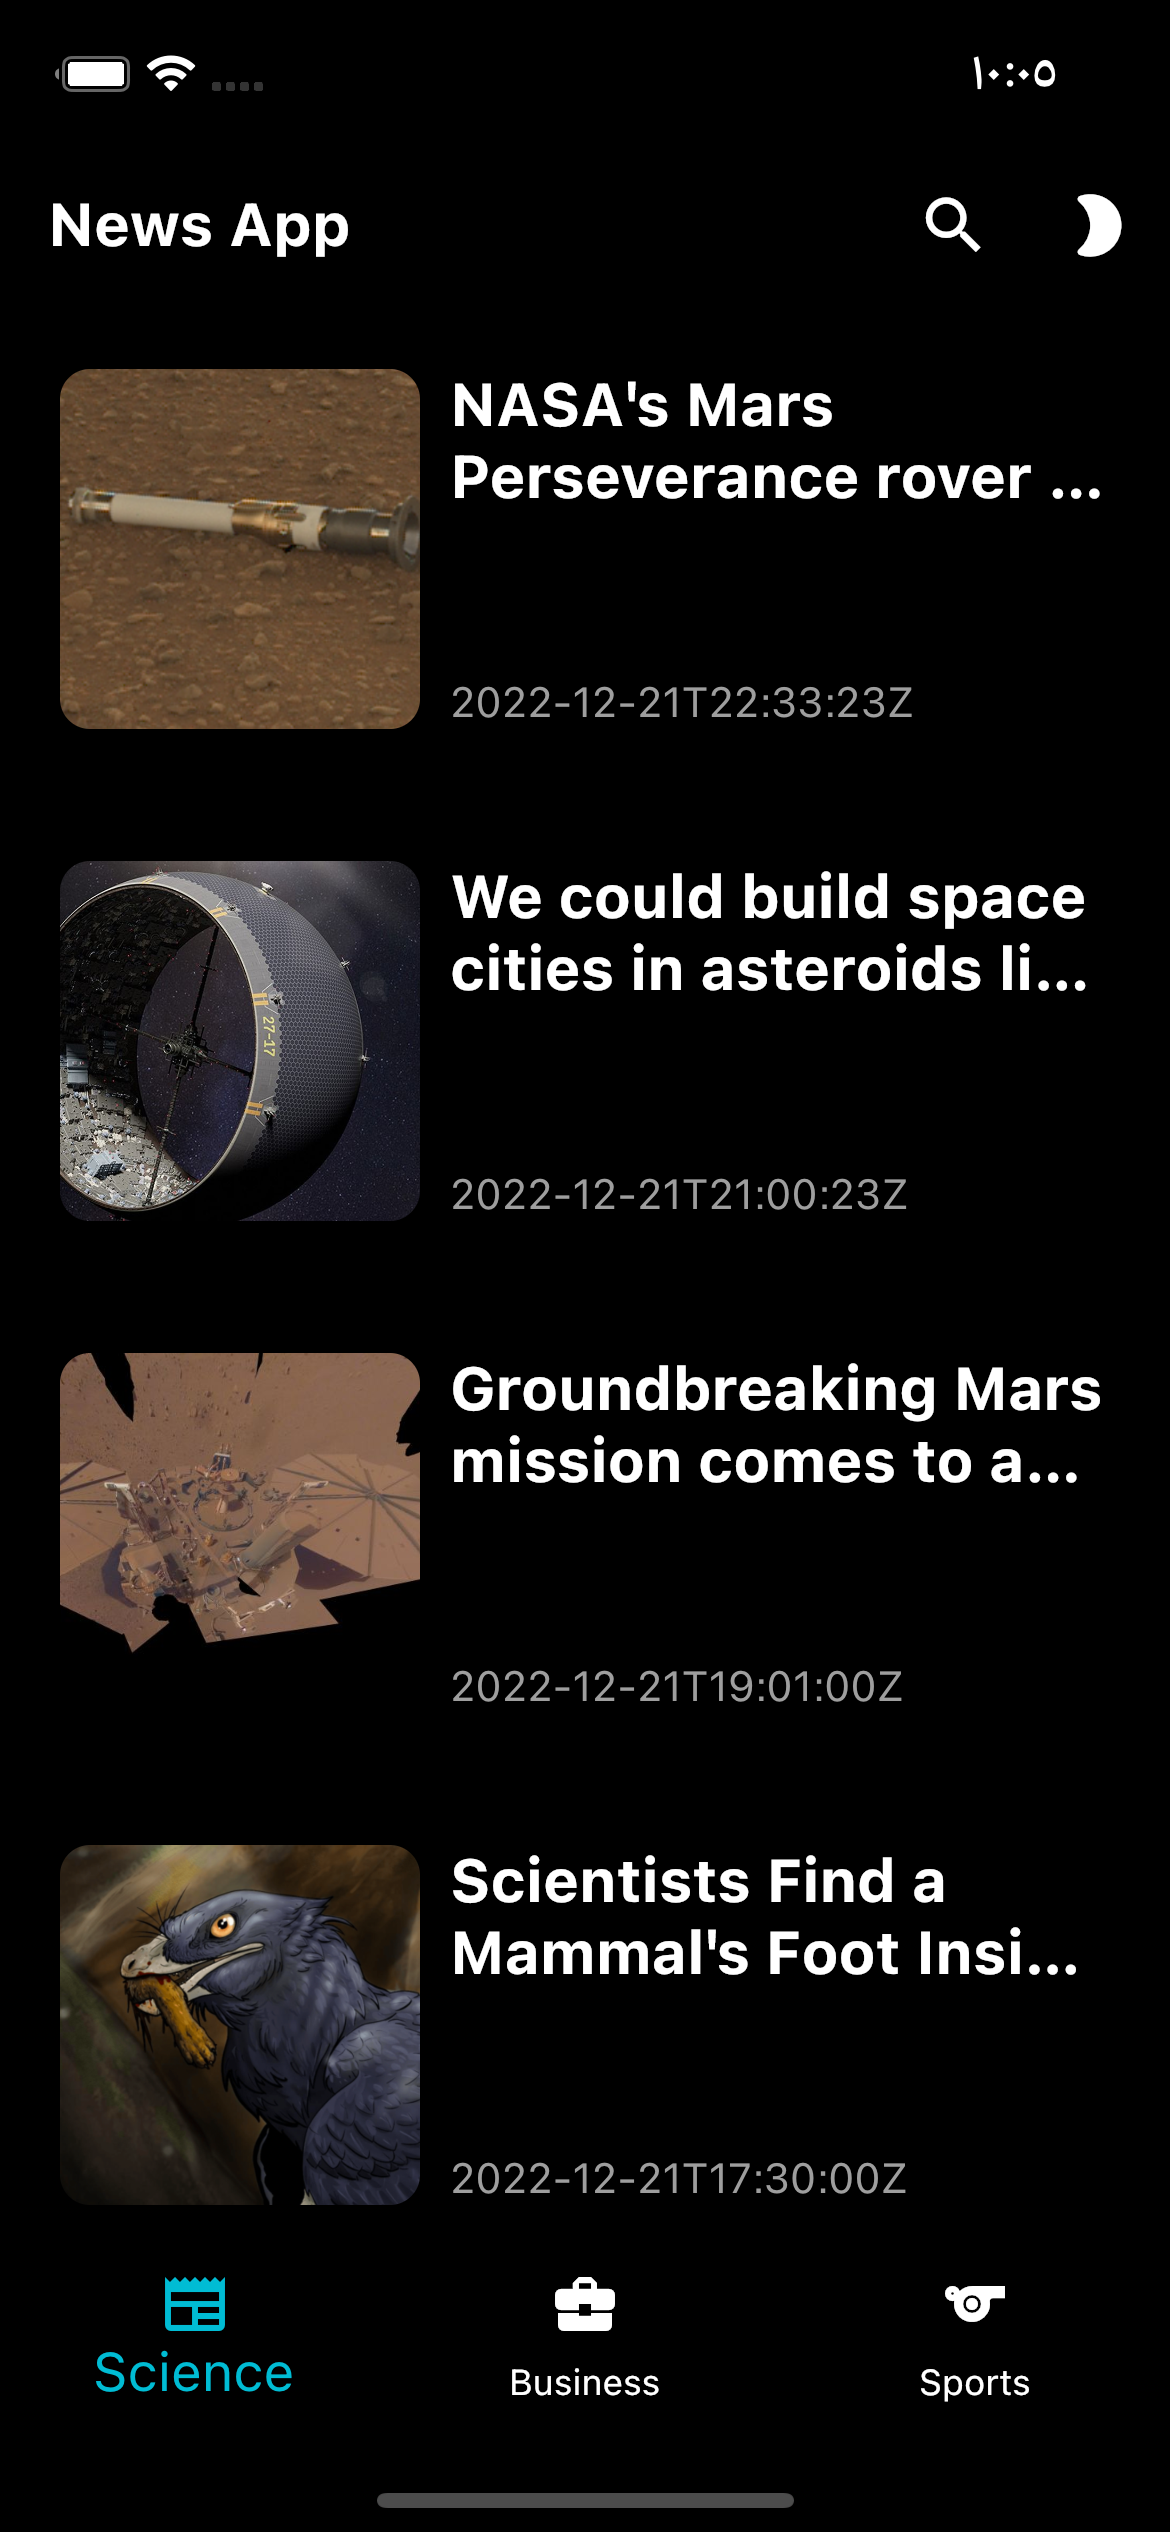 ١٠:٠٥
News App
NASA's Mars
Perseverance rover ...
2022-12-21T22:33:23Z
27-17
We could build space
cities in asteroids li...
2022-12-21T21:00:23Z
Groundbreaking Mars
mission comes to a...
2022-12-21T19:01:00Z
Scientists Find a
Mammal's Foot Insi...
2022-12-21T17:30:00Z
Science
Business
Sports